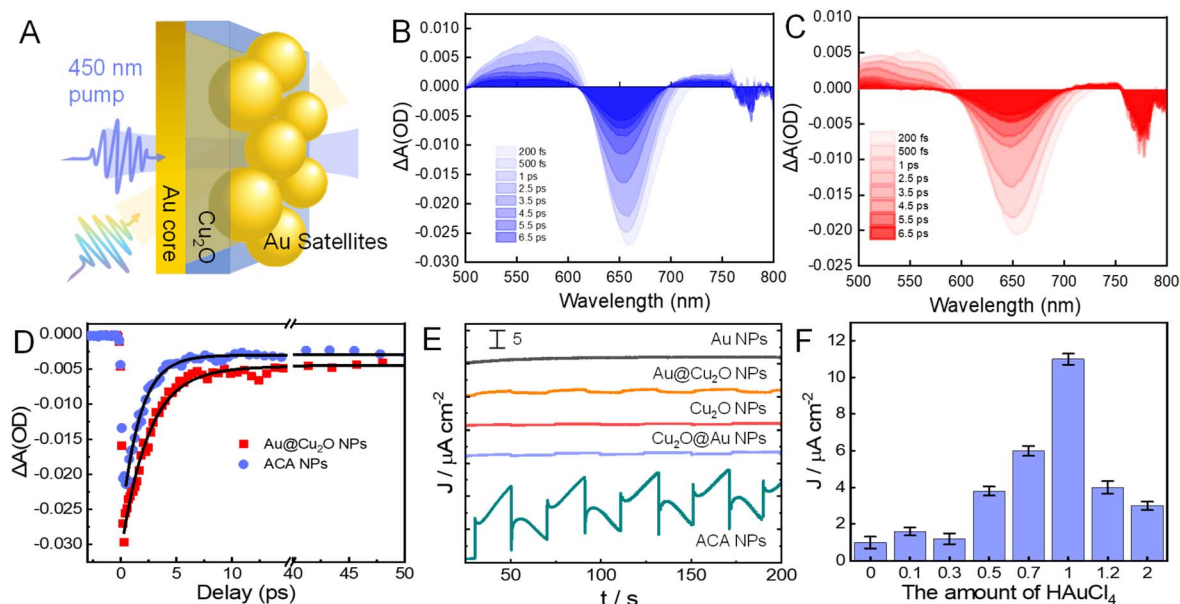 A
450 nm
pump
Au core
Cu₂O
Au Satellites
B
ΔA(OD)
0.010
0.005
0.000
-0.005
-0.010
-0.015
-0.020
-0.025
-0.030
200 fs
500 fs
1 ps
2.5 ps
3.5 ps
4.5 ps
5.5 ps
6.5 ps
500 550 600 650 700 750 800
Wavelength (nm)
C
ΔA(OD)
0.010
0.005
0.000
-0.005
-0.010
-0.015
-0.020
-0.025
200 fs
500 fs
1 ps
2.5 ps
3.5 ps
4.5 ps
5.5 ps
6.5 ps
500 550 600 650 700 750 800
Wavelength (nm)
D
ΔA(OD)
0.000
-0.005
-0.010
-0.015
-0.020
-0.025
-0.030
Au@Cu₂O NPs
ACA NPs
0 5 40 50
Delay (ps)
E
J / μA cm⁻²
5
Au NPs
Au@Cu₂O NPs
Cu₂O NPs
Cu₂O@Au NPs
ACA NPs
50 100 150 200
t / s
F
J / μA cm⁻²
12
10
8
6
4
2
0
0 0.1 0.3 0.5 0.7 1 1.2 2
The amount of HAuCl₄